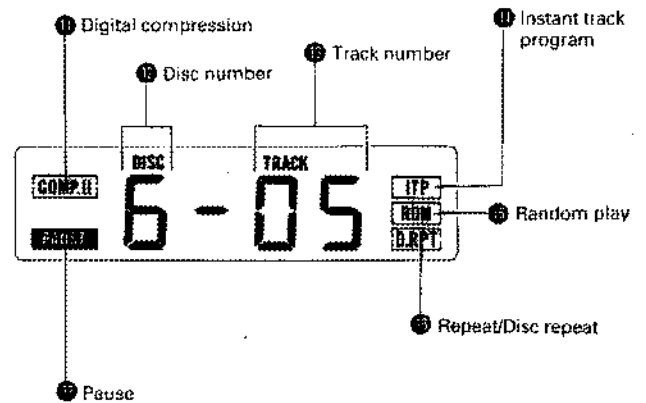 Digital compression
Disc number
Track number
Instant track
program
DISC
TRACK
COMP.II
6-05
ITP
RDM
PAUSE
D.RPT
Random play
Repeat/Disc repeat
Pause